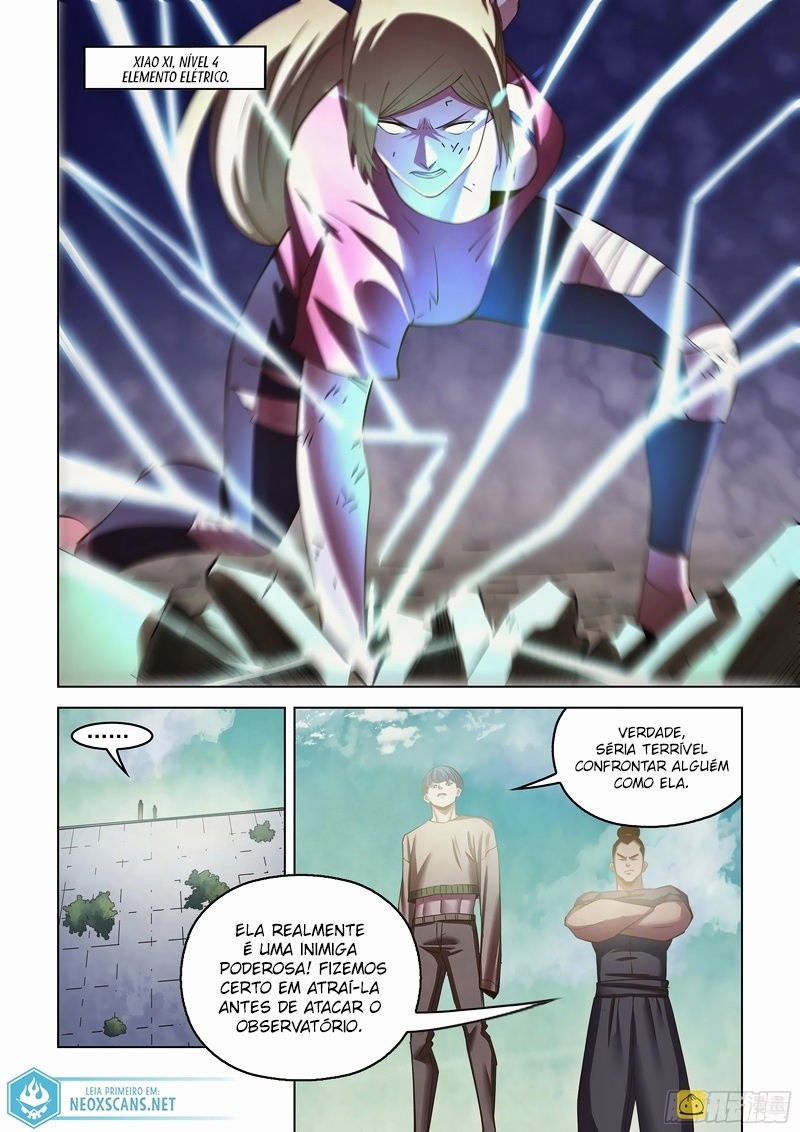 XIAO XI, NÍVEL 4
ELEMENTO ELÉTRICO.
......
VERDADE,
SÉRIA TERRÍVEL
CONFRONTAR ALGUÉM
COMO ELA.
ELA REALMENTE
É UMA INIMIGA
PODEROSA! FIZEMOS
CERTO EM ATRAÍ-LA
ANTES DE ATACAR O
OBSERVATÓRIO.
LEIA PRIMEIRO EM:
NEOXSCANS.NET